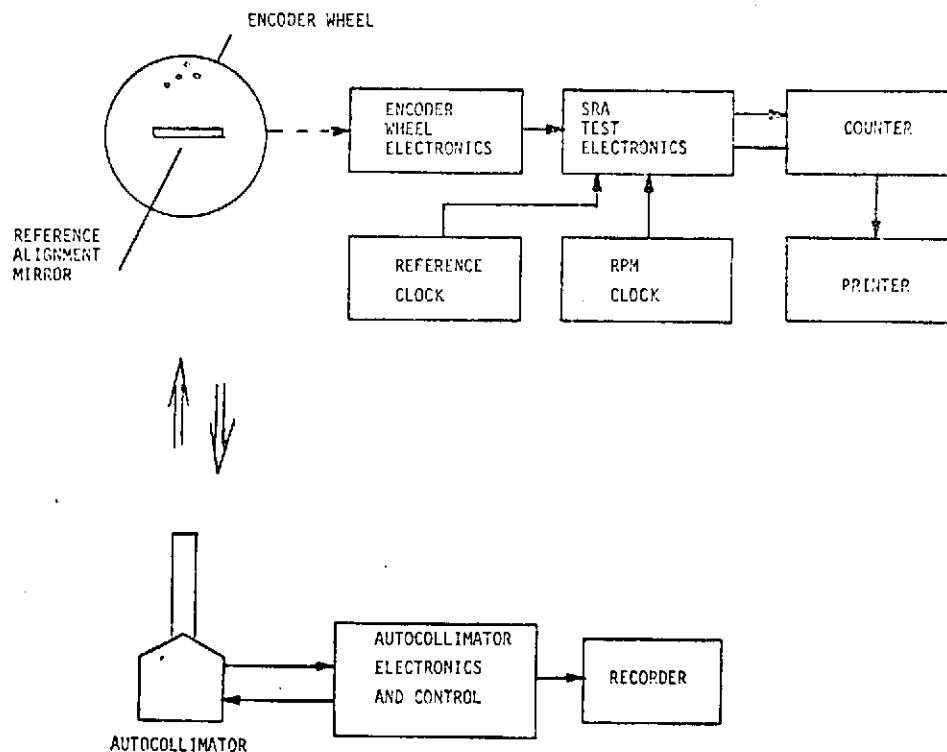 ENCODER WHEEL
ENCODER
WHEEL
ELECTRONICS
SRA
TEST
ELECTRONICS
COUNTER
REFERENCE
ALIGNMENT
MIRROR
REFERENCE
CLOCK
RPM
CLOCK
PRINTER
AUTOCOLLIMATOR
ELECTRONICS
AND CONTROL
RECORDER
AUTOCOLLIMATOR